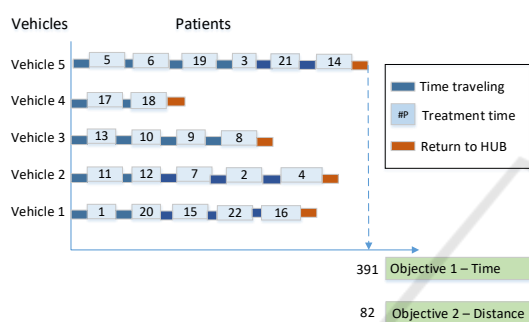 Vehicles Patients
Vehicle 5 5 6 19 3 21 14
Vehicle 4 17 18
Vehicle 3 13 10 9 8
Vehicle 2 11 12 7 2 4
Vehicle 1 1 20 15 22 16
Time traveling
#P Treatment time
Return to HUB
391 Objective 1 – Time
82 Objective 2 – Distance